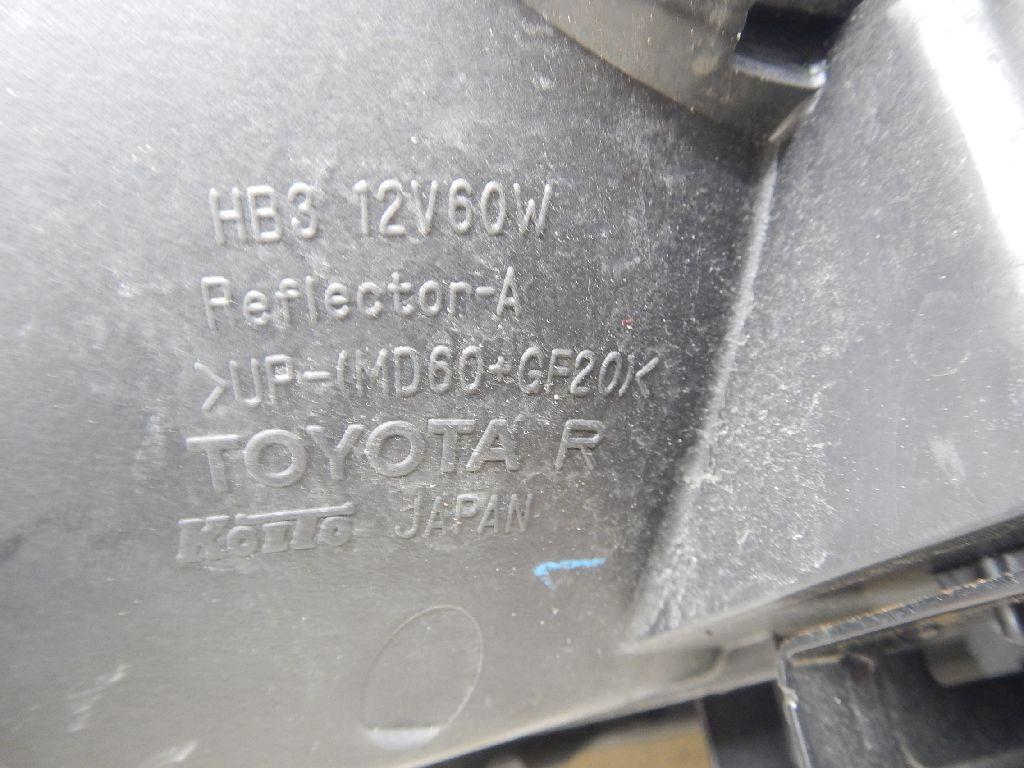 HB3 12V60W
Reflector-A
>UP-(MD60+GF20)<
TOYOTA R
KOITO JAPAN